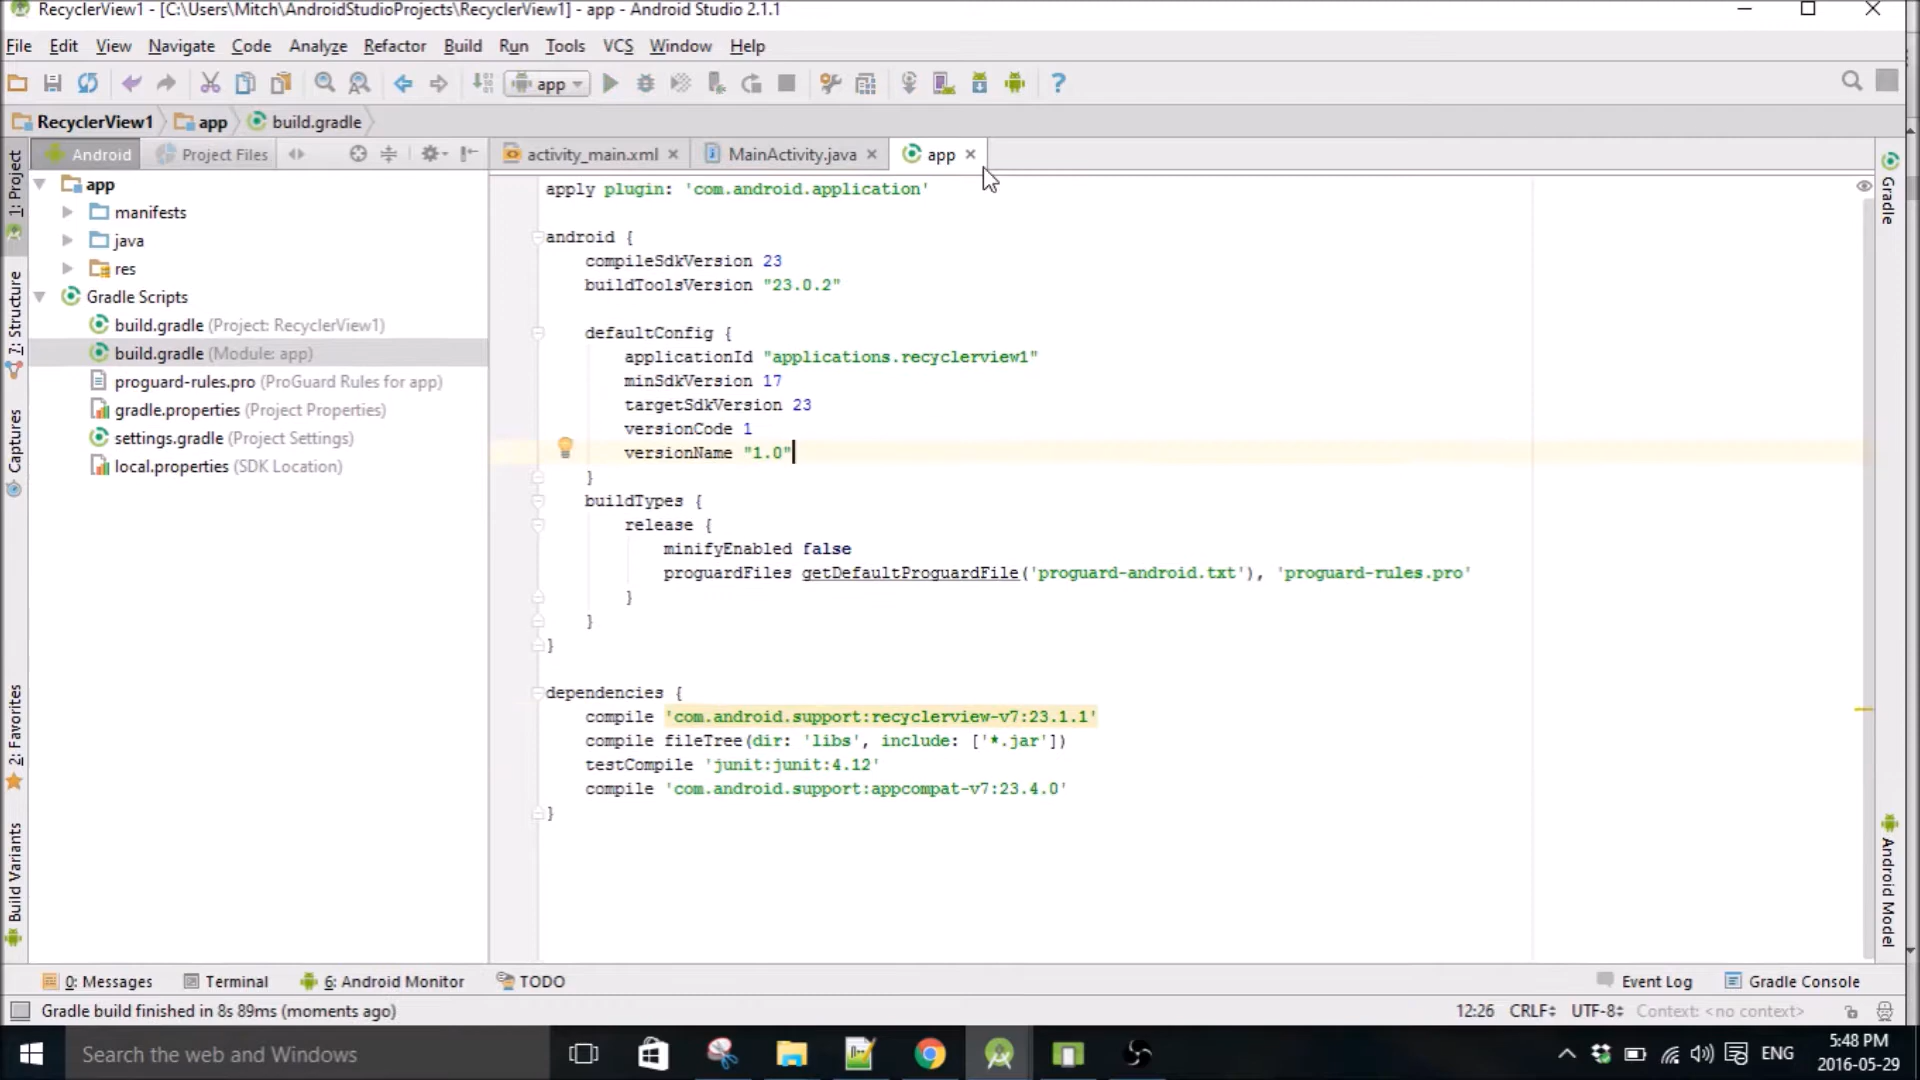 RecyclerView1 - [C:\Users\Mitch\AndroidStudioProjects\RecyclerView1] - app - Android Studio 2.1.1
File Edit View Navigate Code Analyze Refactor Build Run Tools VCS Window Help
app
RecyclerView1 app build.gradle
Android Project Files
activity_main.xml MainActivity.java app
1: Project
7: Structure
Captures
2: Favorites
Build Variants
app
manifests
java
res
Gradle Scripts
build.gradle (Project: RecyclerView1)
build.gradle (Module: app)
proguard-rules.pro (ProGuard Rules for app)
gradle.properties (Project Properties)
settings.gradle (Project Settings)
local.properties (SDK Location)
apply plugin: 'com.android.application'
android {
compileSdkVersion 23
buildToolsVersion "23.0.2"
defaultConfig {
applicationId "applications.recyclerview1"
minSdkVersion 17
targetSdkVersion 23
versionCode 1
versionName "1.0"
}
buildTypes {
release {
minifyEnabled false
proguardFiles getDefaultProguardFile('proguard-android.txt'), 'proguard-rules.pro'
}
}
}
dependencies {
compile 'com.android.support:recyclerview-v7:23.1.1'
compile fileTree(dir: 'libs', include: ['*.jar'])
testCompile 'junit:junit:4.12'
compile 'com.android.support:appcompat-v7:23.4.0'
}
Gradle
Android Model
0: Messages Terminal 6: Android Monitor TODO Event Log Gradle Console
Gradle build finished in 8s 89ms (moments ago) 12:26 CRLF UTF-8 Context: <no context>
Search the web and Windows ENG 5:48 PM
2016-05-29